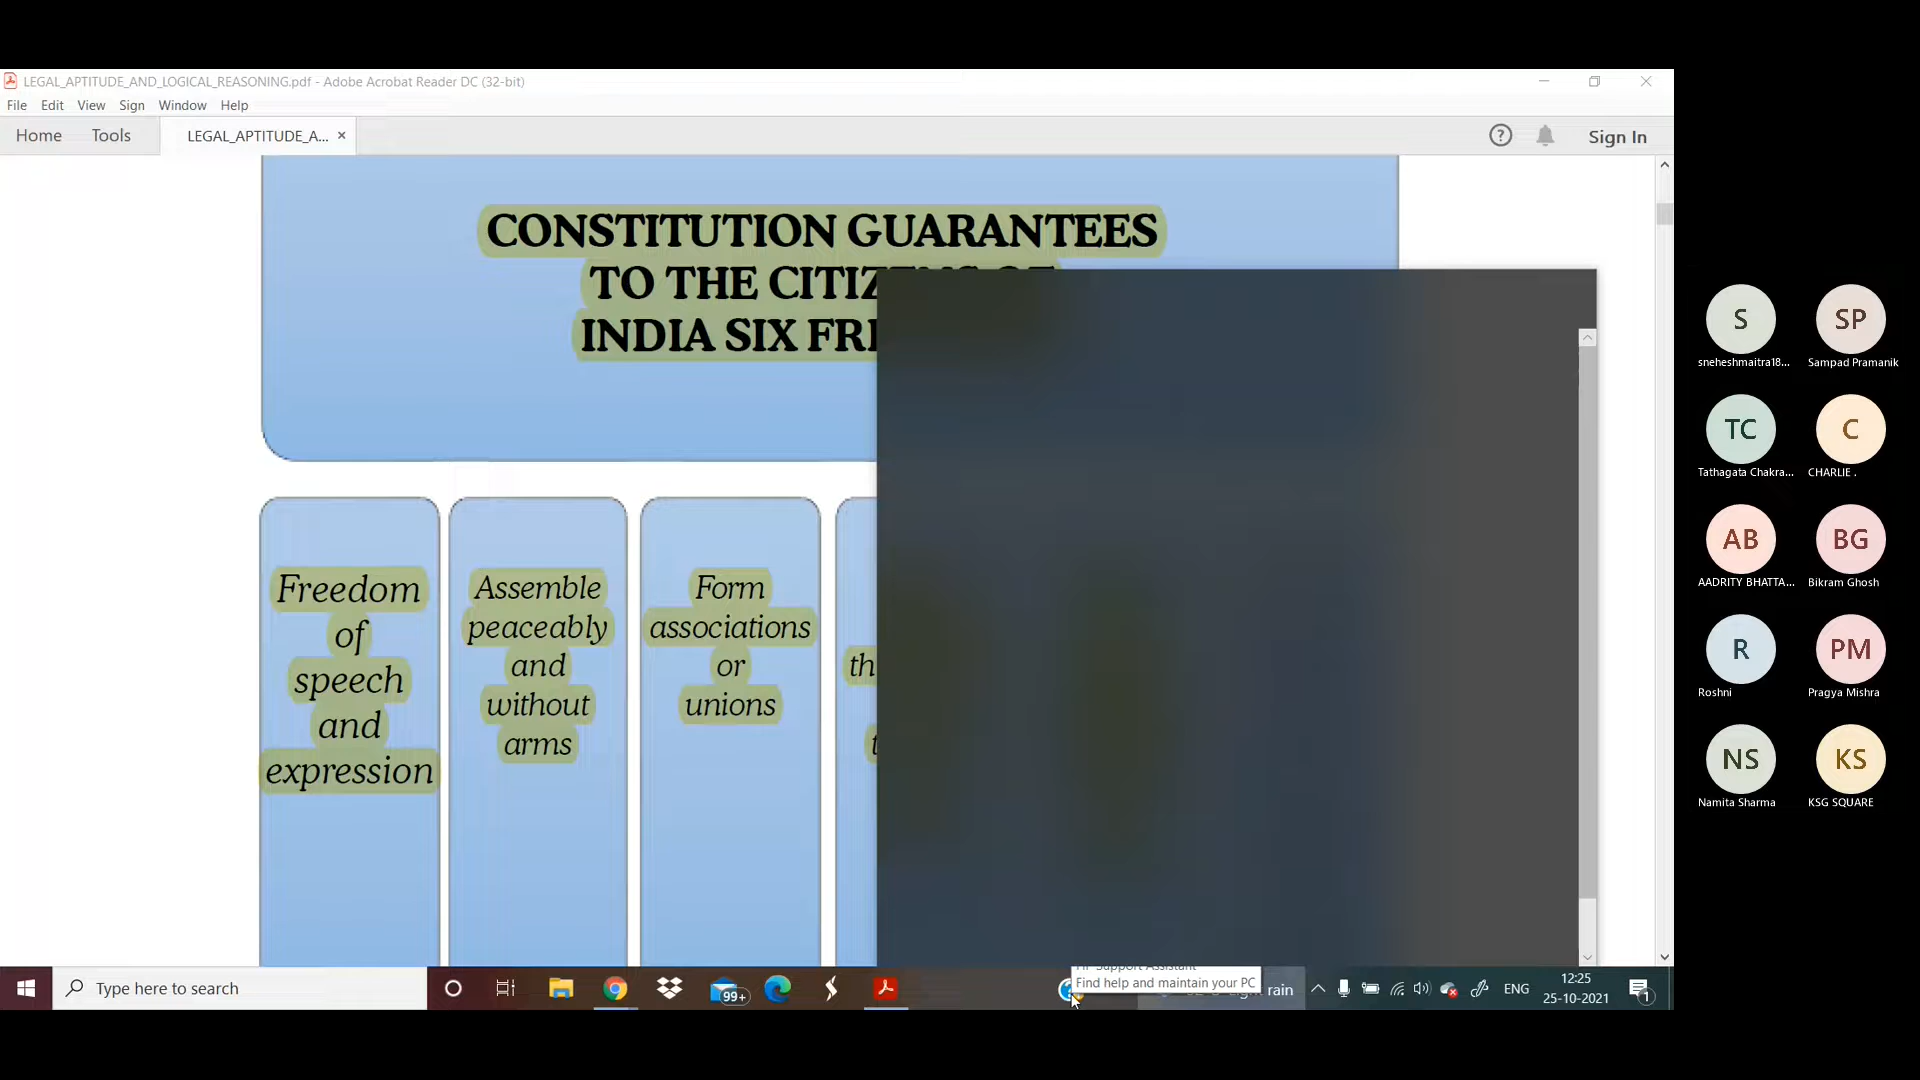 LEGAL_APTITUDE_AND_LOGICAL_REASONING.pdf - Adobe Acrobat Reader DC (32-bit)
File Edit View Sign Window Help
Home Tools LEGAL_APTITUDE_A... × ? Sign In
CONSTITUTION GUARANTEES
TO THE
INDIA SIX
Freedom
of
speech
and
expression
Assemble
peaceably
and
without
arms
Form
associations
or
unions
S
sneheshmaitra18...
SP
Sampad Pramanik
TC
Tathagata Chakra...
C
CHARLIE .
AB
AADRITY BHATTA...
BG
Bikram Ghosh
R
Roshni
PM
Pragya Mishra
NS
Namita Sharma
KS
KSG SQUARE
Type here to search
99+
Support Assistant
Find help and maintain your PC
rain
ENG
12:25
25-10-2021
1